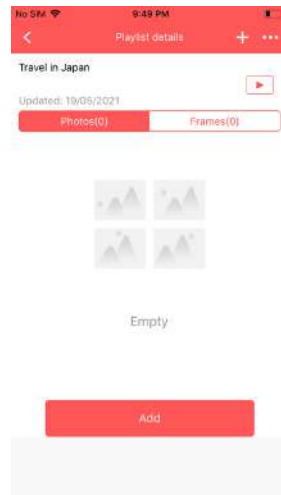 No SIM 9:49 PM
Playlist details
Travel in Japan
Updated: 19/05/2021
Photos(0) Frames(0)
Empty
Add